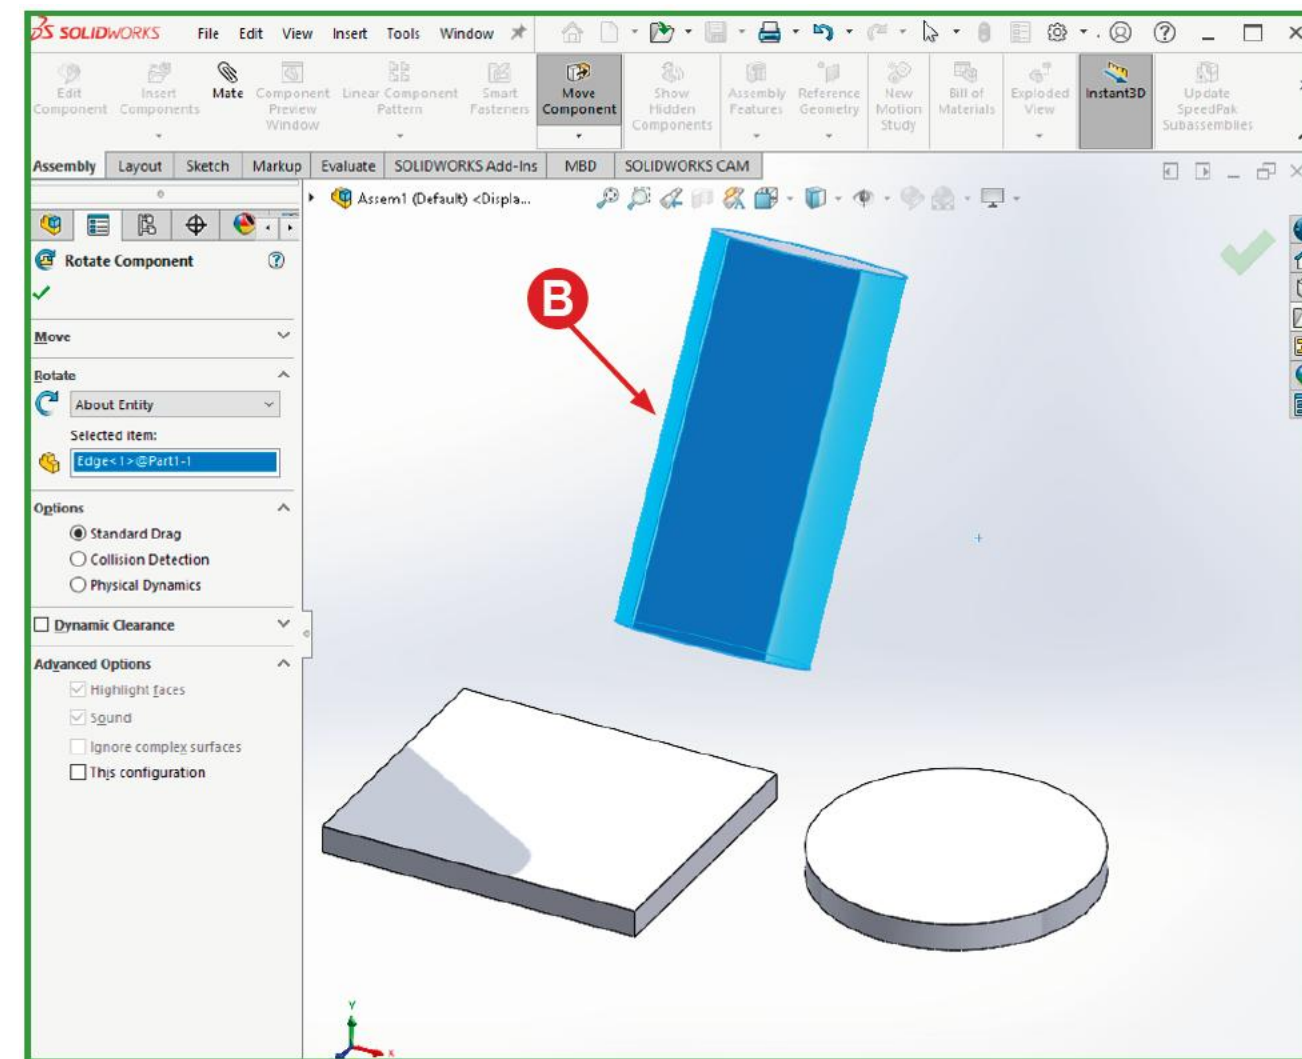 SOLIDWORKS File Edit View Insert Tools Window
Edit Component
Insert Components
Mate
Component Preview Window
Linear Component Pattern
Smart Fasteners
Move Component
Show Hidden Components
Assembly Features
Reference Geometry
New Motion Study
Bill of Materials
Exploded View
Instant3D
Update SpeedPak Subassemblies
Assembly Layout Sketch Markup Evaluate SOLIDWORKS Add-Ins MBD SOLIDWORKS CAM
Assem1 (Default) <Displa...
Rotate Component
Move
Rotate
About Entity
Selected item:
Edge<1>@Part1-1
Options
Standard Drag
Collision Detection
Physical Dynamics
Dynamic Clearance
Advanced Options
Highlight faces
Sound
Ignore complex surfaces
This configuration
B
Y
X